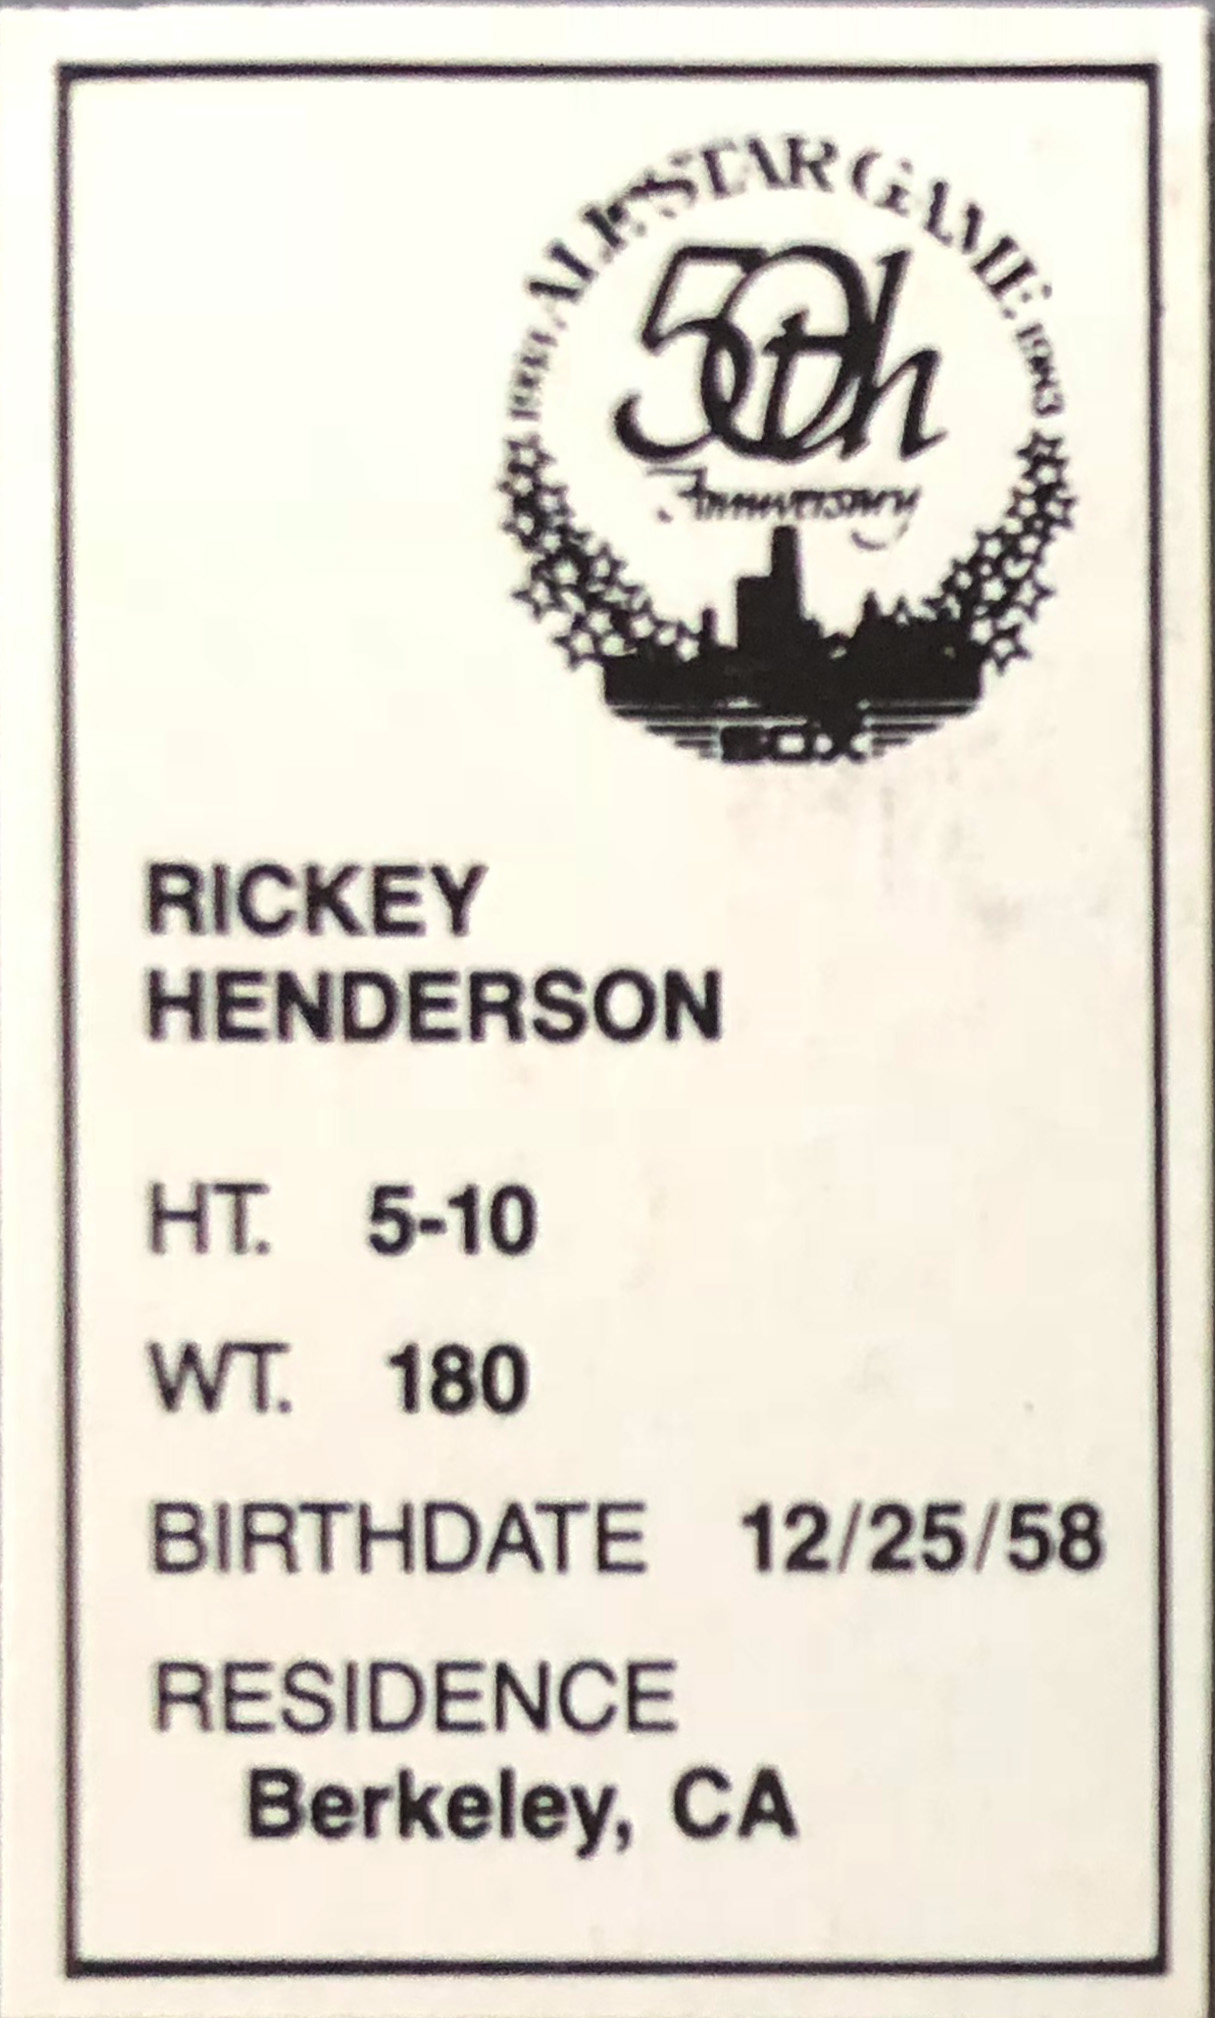 1933 ALL STAR GAME 1983
50th
Anniversary
SOX
RICKEY
HENDERSON
HT. 5-10
WT. 180
BIRTHDATE 12/25/58
RESIDENCE
Berkeley, CA